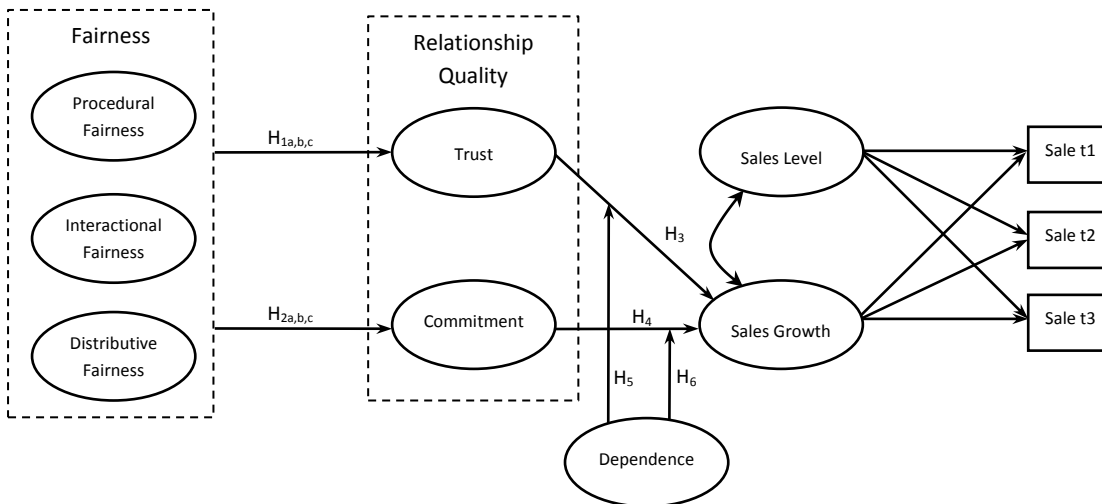 Fairness
Procedural
Fairness
Interactional
Fairness
Distributive
Fairness
H1a,b,c
H2a,b,c
Relationship
Quality
Trust
Commitment
H3
H4
H5
H6
Dependence
Sales Level
Sales Growth
Sale t1
Sale t2
Sale t3